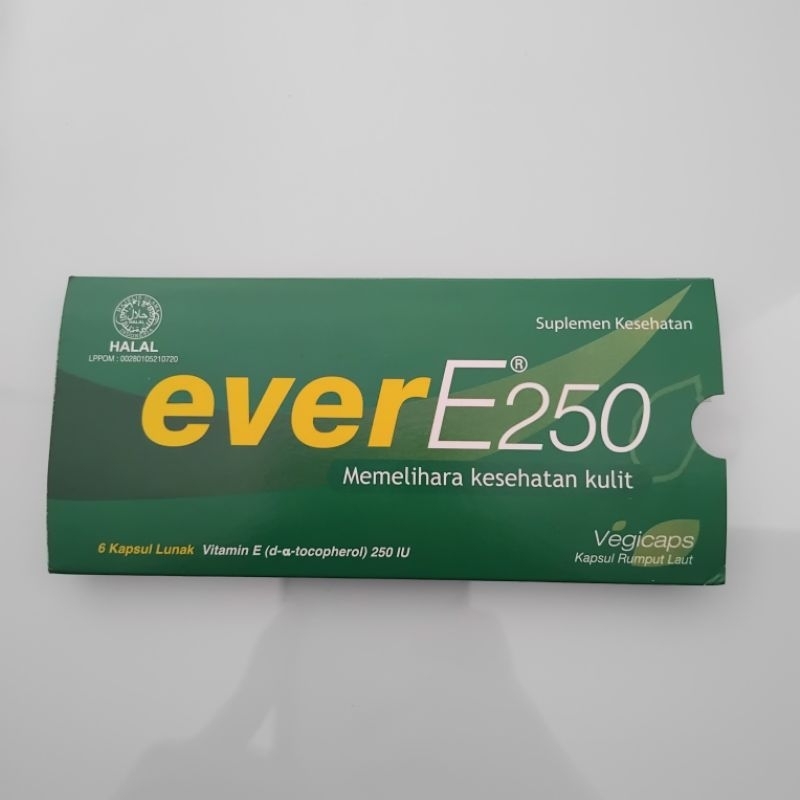 HALAL
LPPOM : 00280105210720
Suplemen Kesehatan
everE®250
Memelihara kesehatan kulit
6 Kapsul Lunak Vitamin E (d-α-tocopherol) 250 IU
Vegicaps
Kapsul Rumput Laut